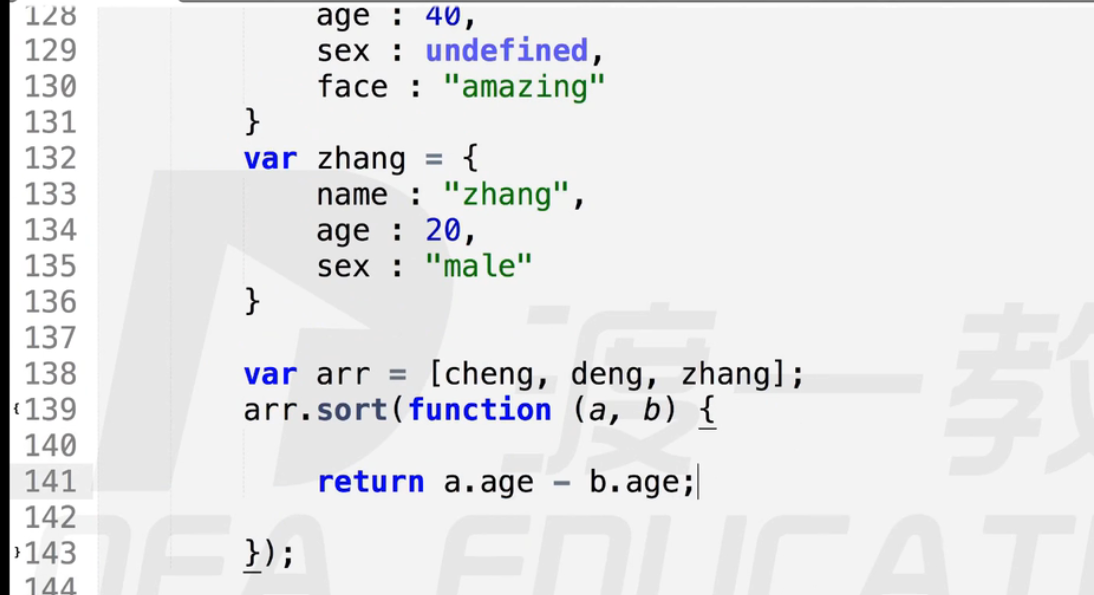 128 age : 40,
129 sex : undefined,
130 face : "amazing"
131 }
132 var zhang = {
133 name : "zhang",
134 age : 20,
135 sex : "male"
136 }
137
138 var arr = [cheng, deng, zhang];
139 arr.sort(function (a, b) {
140
141 return a.age - b.age;
142
143 });
144
渡一教
EDUCAT